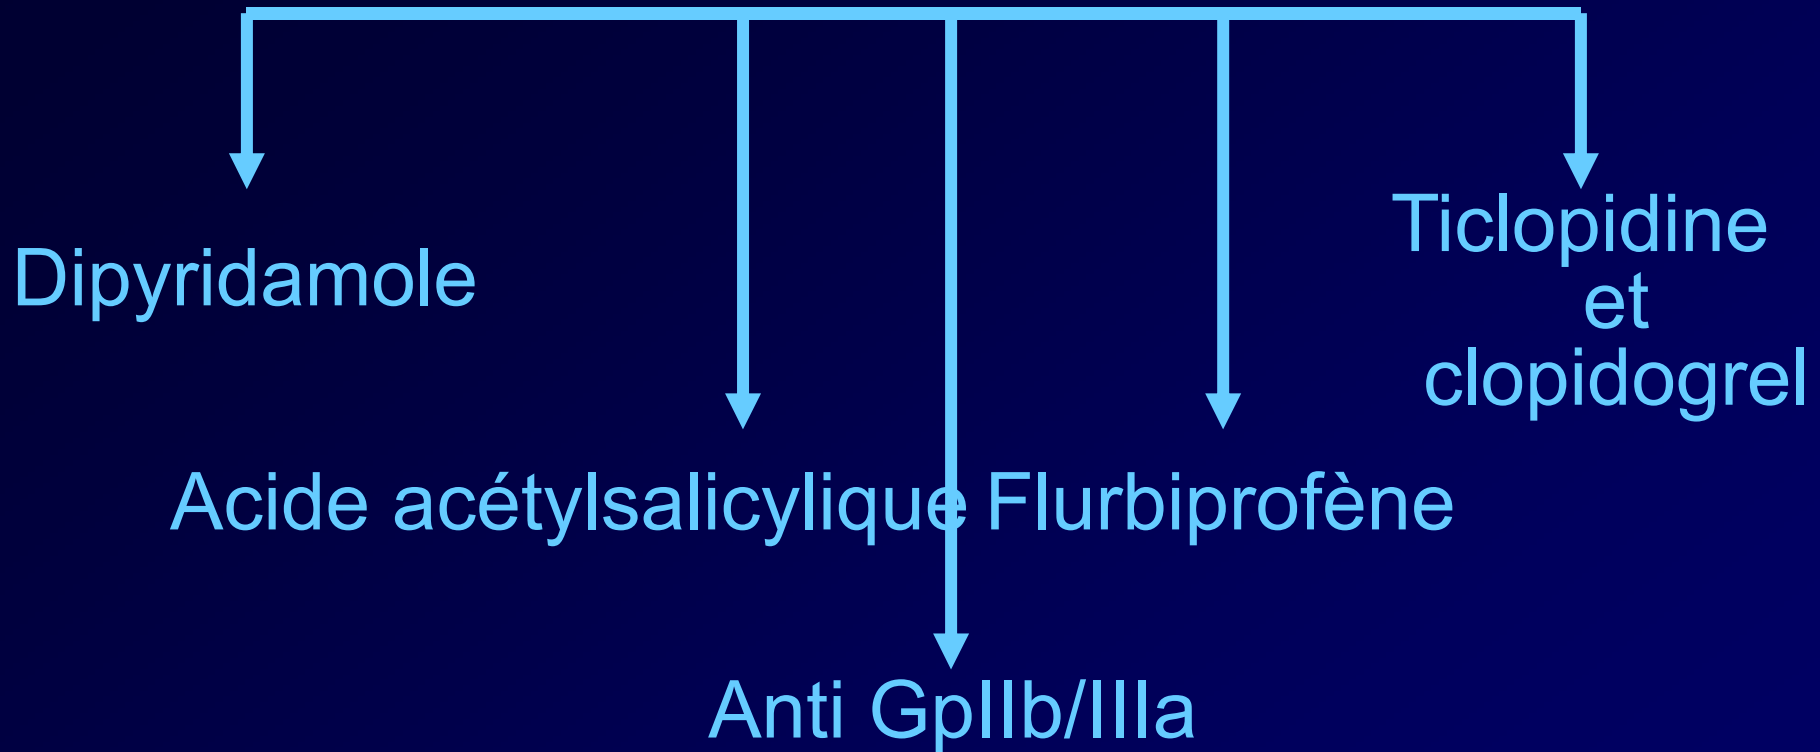 Dipyridamole
Ticlopidine
et
clopidogrel
Acide acétylsalicylique
Flurbiprofène
Anti GpIIb/IIIa